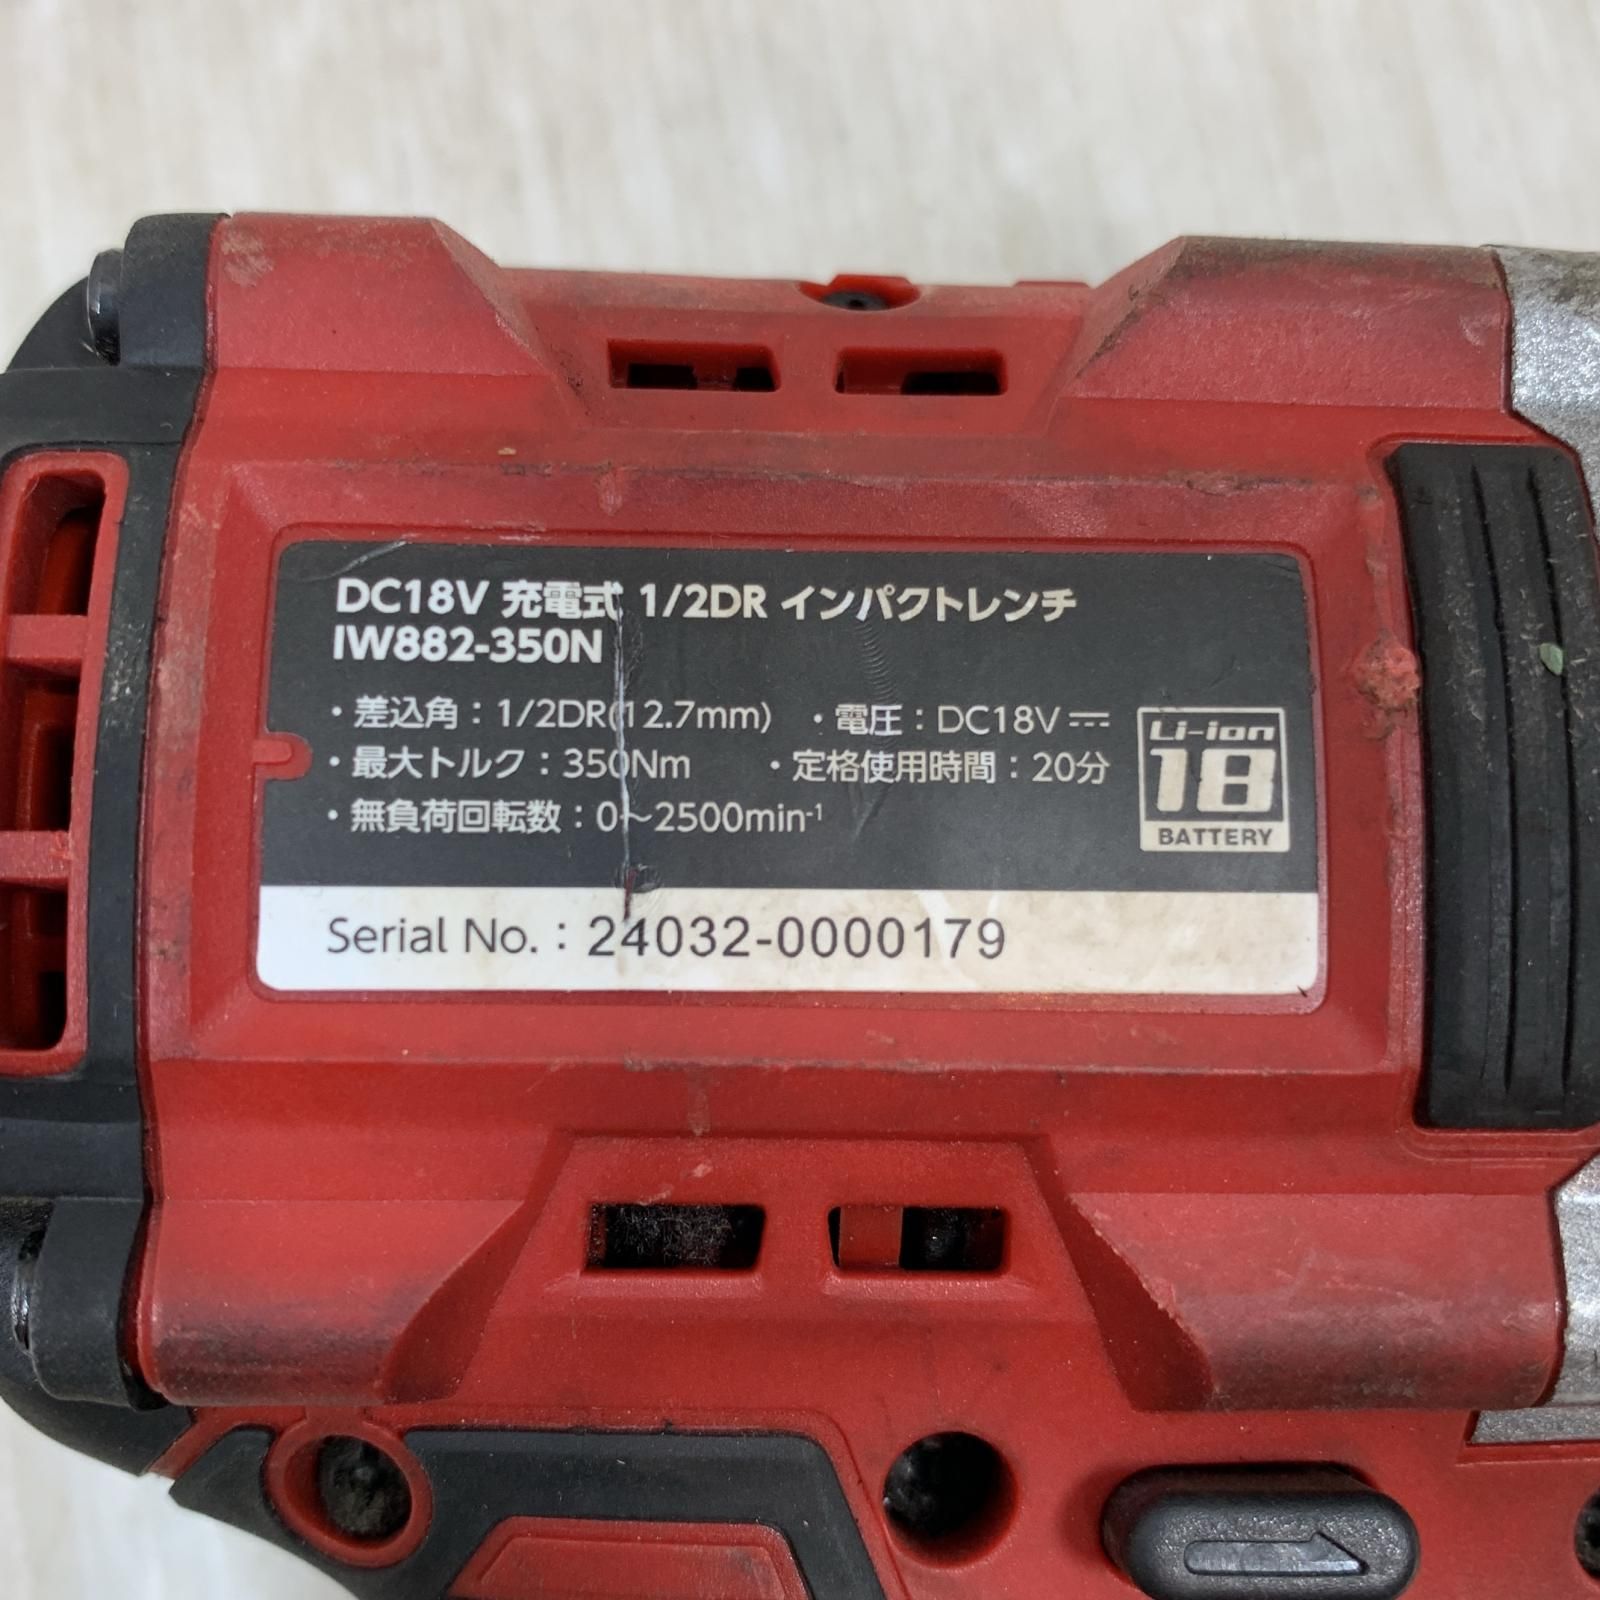 DC18V 充電式 1/2DR インパクトレンチ
IW882-350N
・差込角：1/2DR(12.7mm) ・電圧：DC18V⎓
・最大トルク：350Nm ・定格使用時間：20分
・無負荷回転数：0～2500min-1
Li-ion
18
BATTERY
Serial No.：24032-0000179